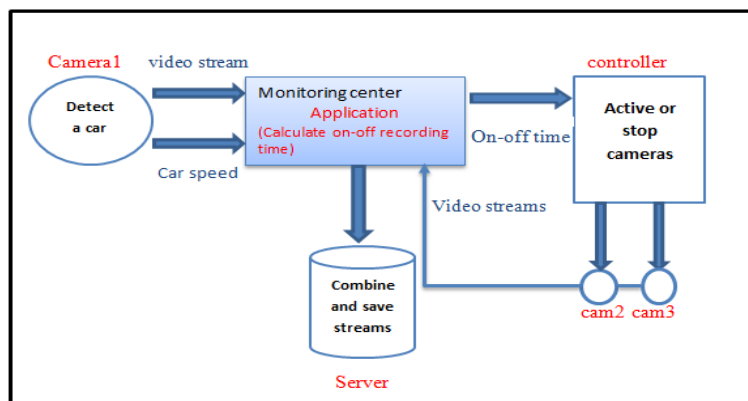 Camera1
video stream
Detect
a car
Car speed
Monitoring center
Application
(Calculate on-off recording
time)
On-off time
controller
Active or
stop
cameras
Video streams
cam2 cam3
Combine
and save
streams
Server